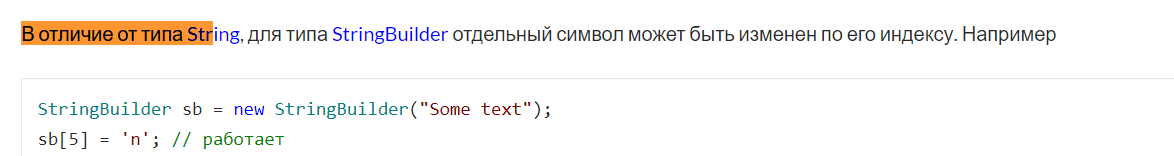 В отличие от типа String, для типа StringBuilder отдельный символ может быть изменен по его индексу. Например
StringBuilder sb = new StringBuilder("Some text");
sb[5] = 'n'; // работает